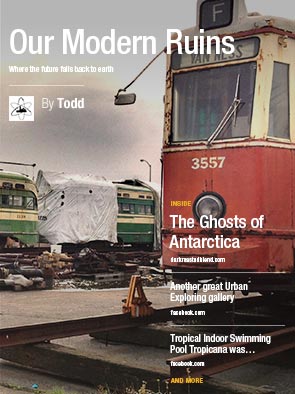 F
VAN NESS
Our Modern Ruins
Where the future falls back to earth
By Todd
3557
INSIDE
The Ghosts of
Antarctica
darkroastedblend.com
Another great Urban
Exploring gallery
facebook.com
Tropical Indoor Swimming
Pool Tropicana was...
facebook.com
AND MORE